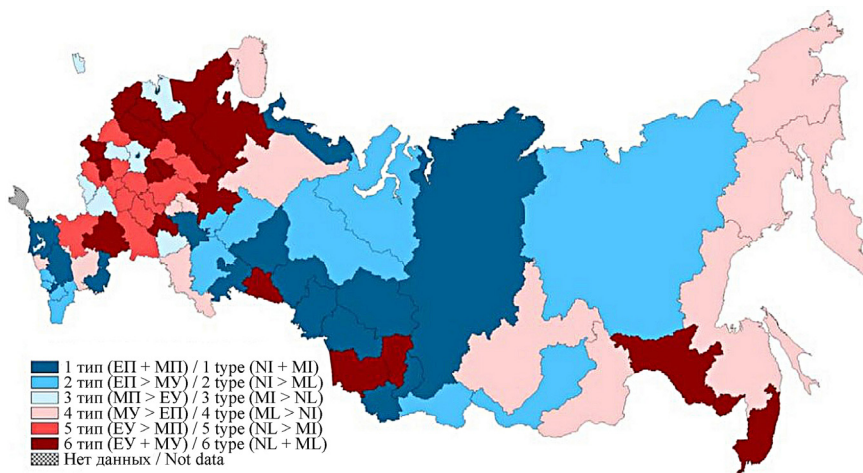 1 тип (ЕП + МП) / 1 type (NI + MI)
2 тип (ЕП > МУ) / 2 type (NI > ML)
3 тип (МП > ЕУ) / 3 type (MI > NL)
4 тип (МУ > ЕП) / 4 type (ML > NI)
5 тип (ЕУ > МП) / 5 type (NL > MI)
6 тип (ЕУ + МУ) / 6 type (NL + ML)
Нет данных / Not data